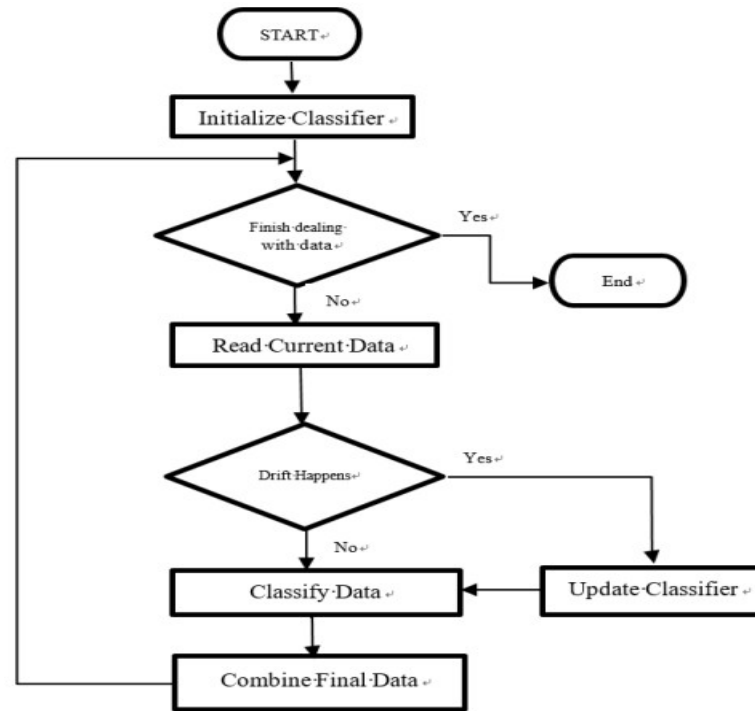 START
Initialize Classifier
Finish dealing
with data
Yes
End
No
Read Current Data
Drift Happens
Yes
No
Classify Data
Update Classifier
Combine Final Data